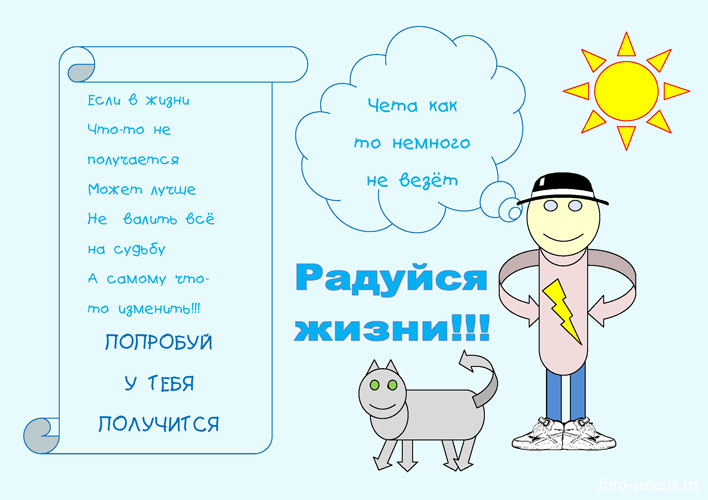 Если в жизни
Что-то не
получается
Может лучше
Не валить всё
на судьбу
А самому что-
то изменить!!!
ПОПРОБУЙ
У ТЕБЯ
ПОЛУЧИТСЯ
Чета как
то немного
не везёт
Радуйся
жизни!!!
foto-smena.ru